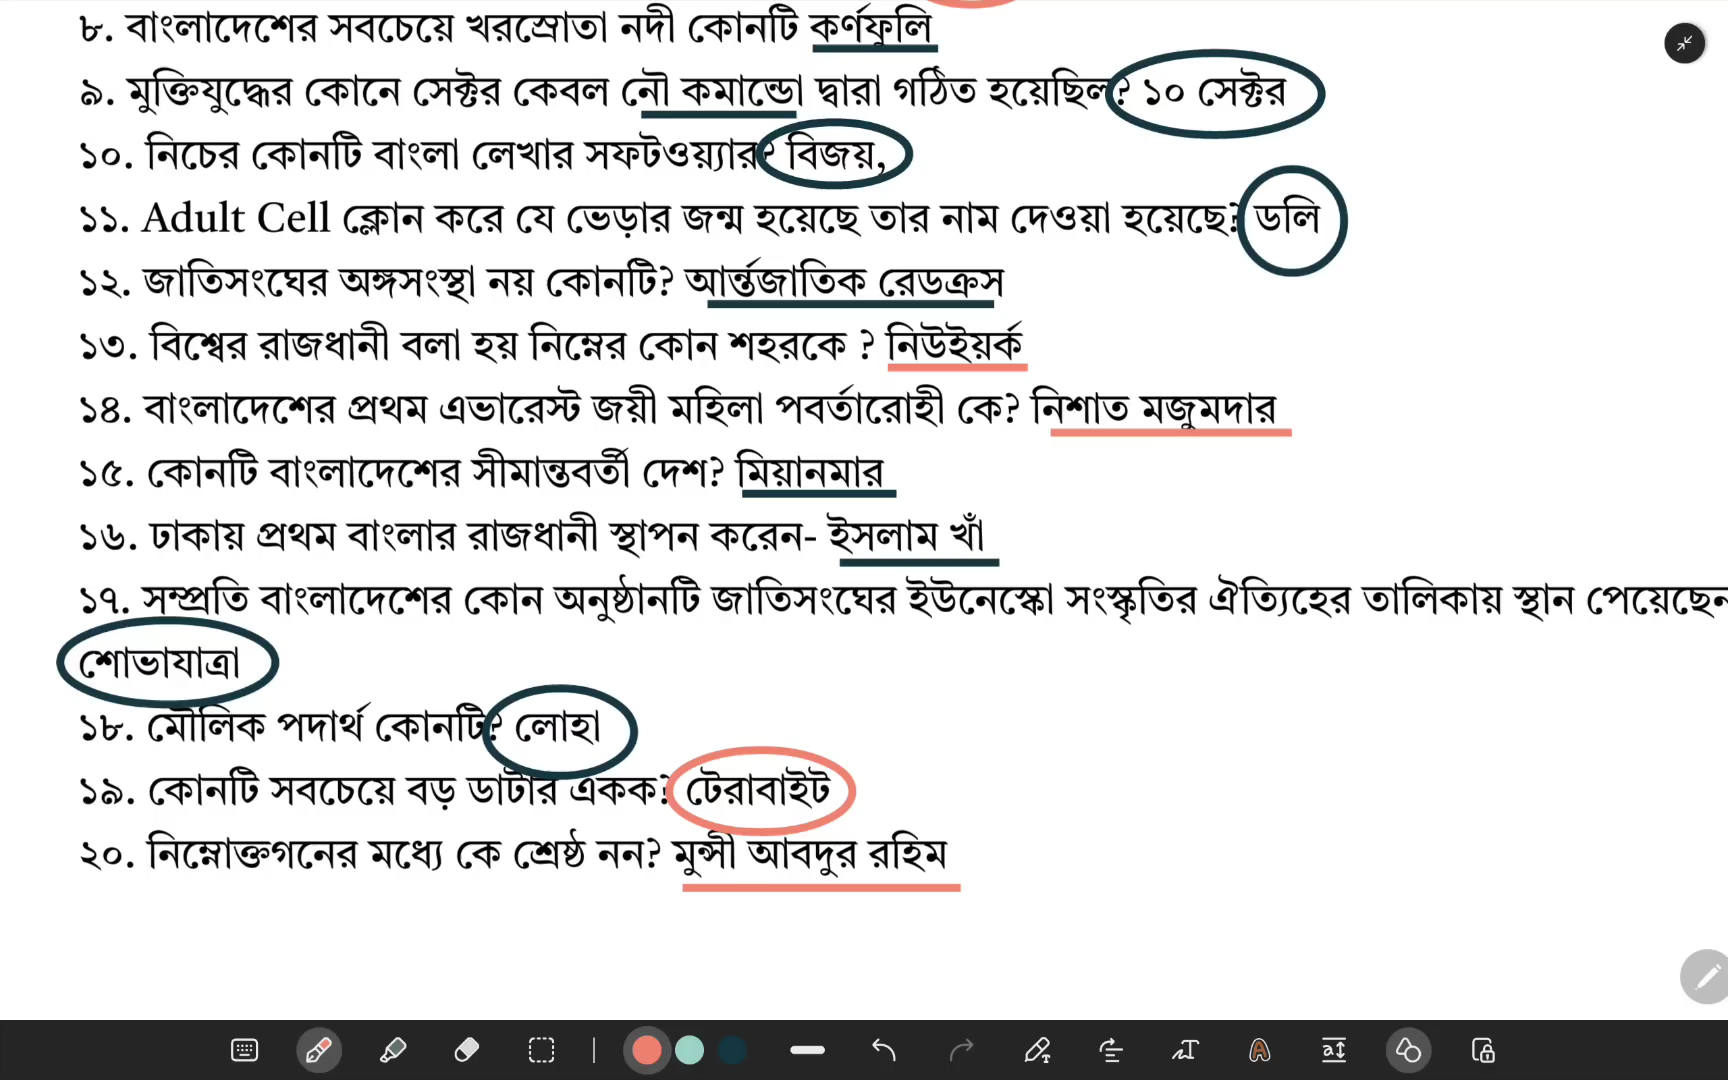 ৮. বাংলাদেশের সবচেয়ে খরস্রোতা নদী কোনটি কর্ণফুলি
৯. মুক্তিযুদ্ধের কোনে সেক্টর কেবল নৌ কমান্ডো দ্বারা গঠিত হয়েছিল? ১০ সেক্টর
১০. নিচের কোনটি বাংলা লেখার সফটওয়্যার? বিজয়,
১১. Adult Cell ক্লোন করে যে ভেড়ার জন্ম হয়েছে তার নাম দেওয়া হয়েছে? ডলি
১২. জাতিসংঘের অঙ্গসংস্থা নয় কোনটি? আর্ন্তজাতিক রেডক্রস
১৩. বিশ্বের রাজধানী বলা হয় নিম্নের কোন শহরকে ? নিউইয়র্ক
১৪. বাংলাদেশের প্রথম এভারেস্ট জয়ী মহিলা পবর্তারোহী কে? নিশাত মজুমদার
১৫. কোনটি বাংলাদেশের সীমান্তবর্তী দেশ? মিয়ানমার
১৬. ঢাকায় প্রথম বাংলার রাজধানী স্থাপন করেন- ইসলাম খাঁ
১৭. সম্প্রতি বাংলাদেশের কোন অনুষ্ঠানটি জাতিসংঘের ইউনেস্কো সংস্কৃতির ঐত্যিহের তালিকায় স্থান পেয়েছেন
শোভাযাত্রা
১৮. মৌলিক পদার্থ কোনটি? লোহা
১৯. কোনটি সবচেয়ে বড় ডাটার একক? টেরাবাইট
২০. নিম্নোক্তগনের মধ্যে কে শ্রেষ্ঠ নন? মুন্সী আবদুর রহিম